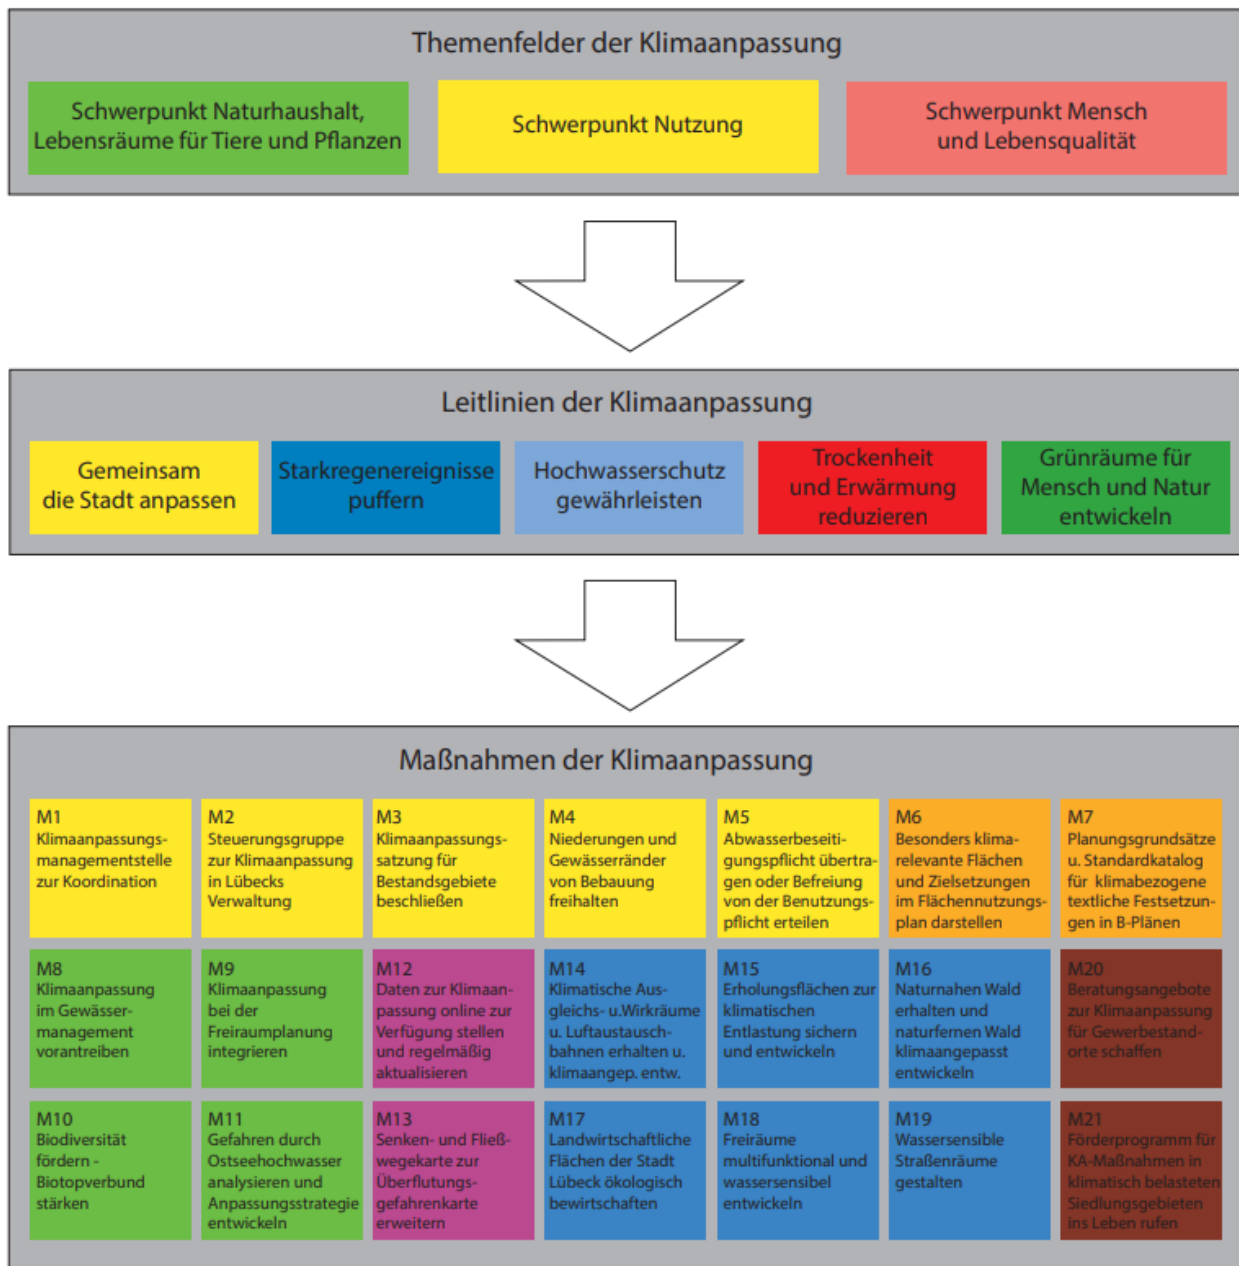 Themenfelder der Klimaanpassung
Schwerpunkt Naturhaushalt,
Lebensräume für Tiere und Pflanzen
Schwerpunkt Nutzung
Schwerpunkt Mensch
und Lebensqualität
Leitlinien der Klimaanpassung
Gemeinsam
die Stadt anpassen
Starkregenereignisse
puffern
Hochwasserschutz
gewährleisten
Trockenheit
und Erwärmung
reduzieren
Grünräume für
Mensch und Natur
entwickeln
Maßnahmen der Klimaanpassung
M1
Klimaanpassungs-
managementstelle
zur Koordination
M2
Steuerungsgruppe
zur Klimaanpassung
in Lübecks
Verwaltung
M3
Klimaanpassungs-
satzung für
Bestandsgebiete
beschließen
M4
Niederungen und
Gewässerränder
von Bebauung
freihalten
M5
Abwasserbeseiti-
gungspflicht übertra-
gen oder Befreiung
von der Benutzungs-
pflicht erteilen
M6
Besonders klima-
relevante Flächen
und Zielsetzungen
im Flächennutzungs-
plan darstellen
M7
Planungsgrundsätze
u. Standardkatalog
für klimabezogene
textliche Festsetzun-
gen in B-Plänen
M8
Klimaanpassung
im Gewässer-
management
vorantreiben
M9
Klimaanpassung
bei der
Freiraumplanung
integrieren
M12
Daten zur Klimaan-
passung online zur
Verfügung stellen
und regelmäßig
aktualisieren
M14
Klimatische Aus-
gleichs- u.Wirkräume
u. Luftaustausch-
bahnen erhalten u.
klimaangep. entw.
M15
Erholungsflächen zur
klimatischen
Entlastung sichern
und entwickeln
M16
Naturnahen Wald
erhalten und
naturfernen Wald
klimaangepasst
entwickeln
M20
Beratungsangebote
zur Klimaanpassung
für Gewerbestand-
orte schaffen
M10
Biodiversität
fördern -
Biotopverbund
stärken
M11
Gefahren durch
Ostseehochwasser
analysieren und
Anpassungsstrategie
entwickeln
M13
Senken- und Fließ-
wegekarte zur
Überflutungs-
gefahrenkarte
erweitern
M17
Landwirtschaftliche
Flächen der Stadt
Lübeck ökologisch
bewirtschaften
M18
Freiräume
multifunktional und
wassersensibel
entwickeln
M19
Wassersensible
Straßenräume
gestalten
M21
Förderprogramm für
KA-Maßnahmen in
klimatisch belasteten
Siedlungsgebieten
ins Leben rufen